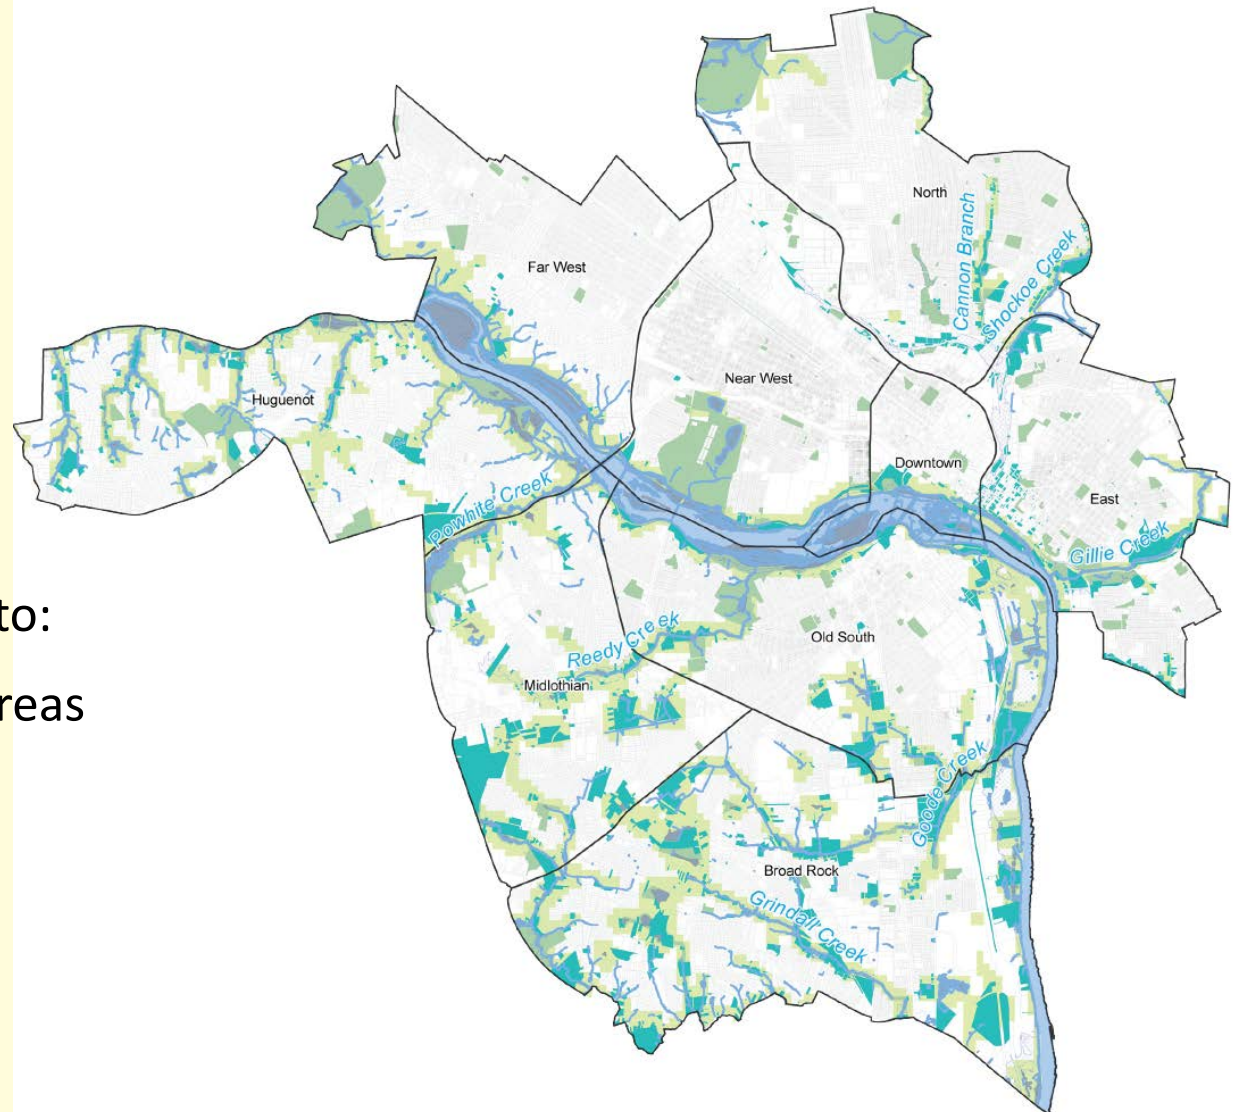 North
Cannon Branch
Shockoe Creek
Far West
Near West
Huguenot
Downtown
East
Powhite Creek
Gillie Creek
to:
Reedy Creek
Old South
Midlothian
reas
Goode Creek
Broad Rock
Grindall Creek